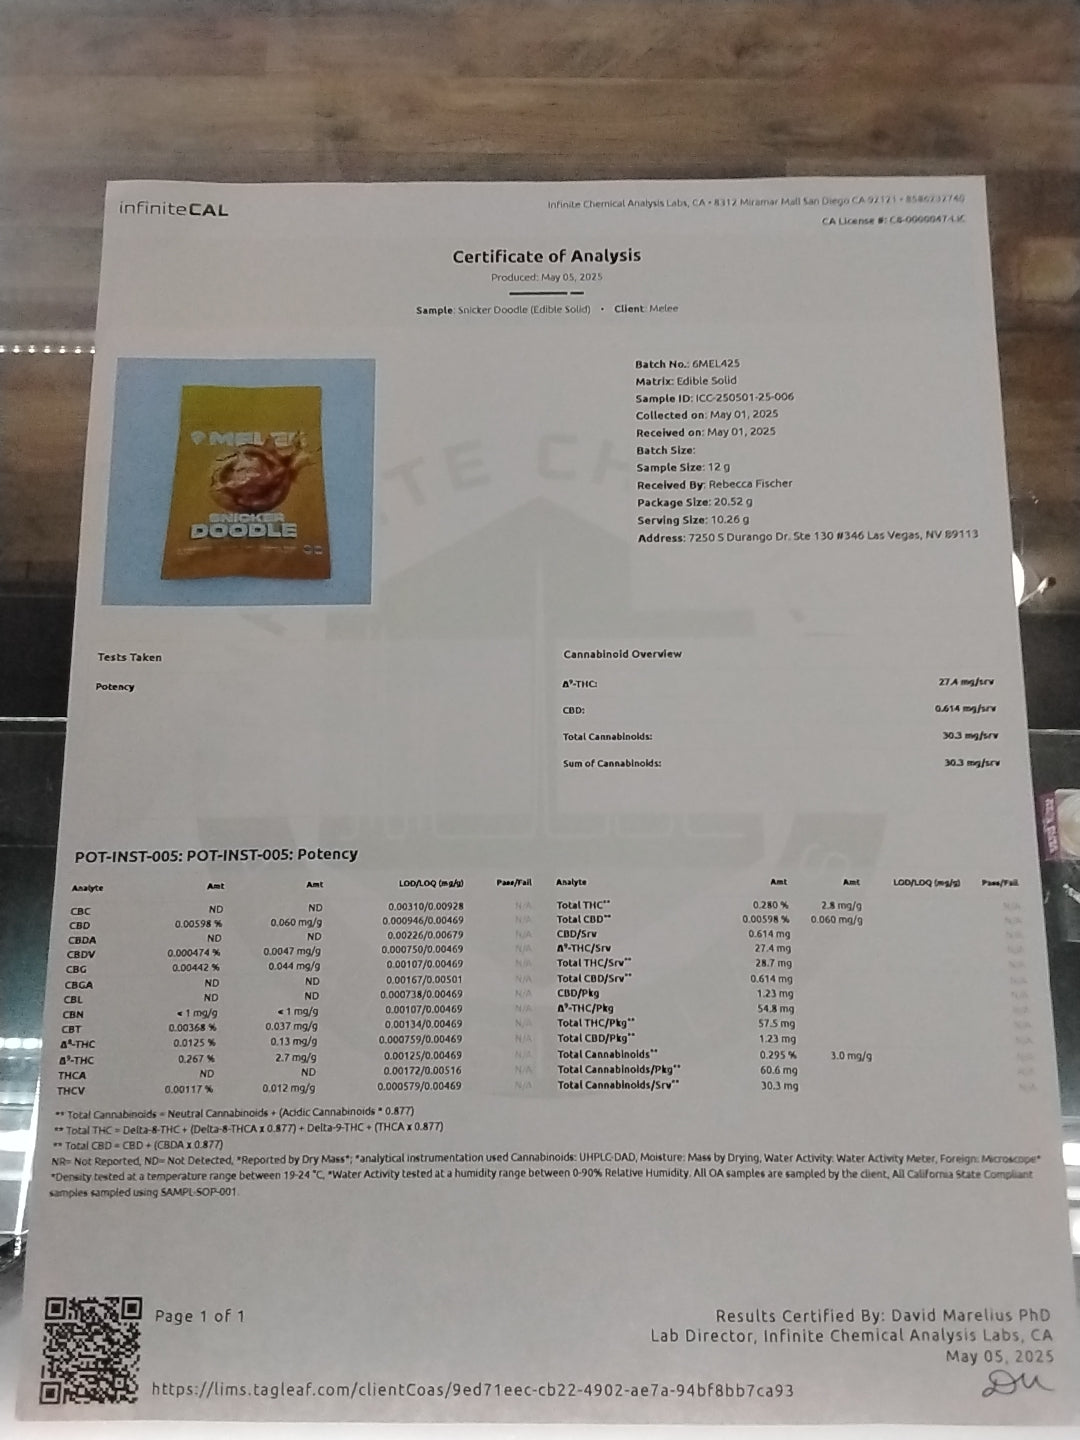 infiniteCAL
Infinite Chemical Analysis Labs, CA • 8312 Miramar Mall San Diego CA 92121 • 8586232740
CA License #: C8-0000047-LIC
Certificate of Analysis
Produced: May 05, 2025
Sample: Snicker Doodle (Edible Solid) • Client: Melee
MELEE
SNICKER
DOODLE
Batch No.: 6MEL425
Matrix: Edible Solid
Sample ID: ICC-250501-25-006
Collected on: May 01, 2025
Received on: May 01, 2025
Batch Size:
Sample Size: 12 g
Received By: Rebecca Fischer
Package Size: 20.52 g
Serving Size: 10.26 g
Address: 7250 S Durango Dr. Ste 130 #346 Las Vegas, NV 89113
Tests Taken
Potency
Cannabinoid Overview
Δ⁹-THC: 27.4 mg/srv
CBD: 0.614 mg/srv
Total Cannabinoids: 30.3 mg/srv
Sum of Cannabinoids: 30.3 mg/srv
POT-INST-005: POT-INST-005: Potency
Analyte Amt Amt LOD/LOQ (mg/g) Pass/Fail
CBC ND ND 0.00310/0.00928 N/A
CBD 0.00598 % 0.060 mg/g 0.000946/0.00469 N/A
CBDA ND ND 0.00226/0.00679 N/A
CBDV 0.000474 % 0.0047 mg/g 0.000750/0.00469 N/A
CBG 0.00442 % 0.044 mg/g 0.00107/0.00469 N/A
CBGA ND ND 0.00167/0.00501 N/A
CBL ND ND 0.000738/0.00469 N/A
CBN < 1 mg/g < 1 mg/g 0.00107/0.00469 N/A
CBT 0.00368 % 0.037 mg/g 0.00134/0.00469 N/A
Δ⁸-THC 0.0125 % 0.13 mg/g 0.000759/0.00469 N/A
Δ⁹-THC 0.267 % 2.7 mg/g 0.00125/0.00469 N/A
THCA ND ND 0.00172/0.00516 N/A
THCV 0.00117 % 0.012 mg/g 0.000579/0.00469 N/A
Analyte Amt Amt LOD/LOQ (mg/g) Pass/Fail
Total THC** 0.280 % 2.8 mg/g N/A
Total CBD** 0.00598 % 0.060 mg/g N/A
CBD/Srv 0.614 mg N/A
Δ⁹-THC/Srv 27.4 mg N/A
Total THC/Srv** 28.7 mg N/A
Total CBD/Srv** 0.614 mg N/A
CBD/Pkg 1.23 mg N/A
Δ⁹-THC/Pkg 54.8 mg N/A
Total THC/Pkg** 57.5 mg N/A
Total CBD/Pkg** 1.23 mg N/A
Total Cannabinoids** 0.295 % 3.0 mg/g N/A
Total Cannabinoids/Pkg** 60.6 mg N/A
Total Cannabinoids/Srv** 30.3 mg N/A
** Total Cannabinoids = Neutral Cannabinoids + (Acidic Cannabinoids * 0.877)
** Total THC = Delta-8-THC + (Delta-8-THCA x 0.877) + Delta-9-THC + (THCA x 0.877)
** Total CBD = CBD + (CBDA x 0.877)
NR= Not Reported, ND= Not Detected, *Reported by Dry Mass*; *analytical instrumentation used Cannabinoids: UHPLC-DAD, Moisture: Mass by Drying, Water Activity: Water Activity Meter, Foreign: Microscope*
*Density tested at a temperature range between 19-24 °C, *Water Activity tested at a humidity range between 0-90% Relative Humidity. All OA samples are sampled by the client, All California State Compliant
samples sampled using SAMPL-SOP-001.
Page 1 of 1
https://lims.tagleaf.com/clientCoas/9ed71eec-cb22-4902-ae7a-94bf8bb7ca93
Results Certified By: David Marelius PhD
Lab Director, Infinite Chemical Analysis Labs, CA
May 05, 2025